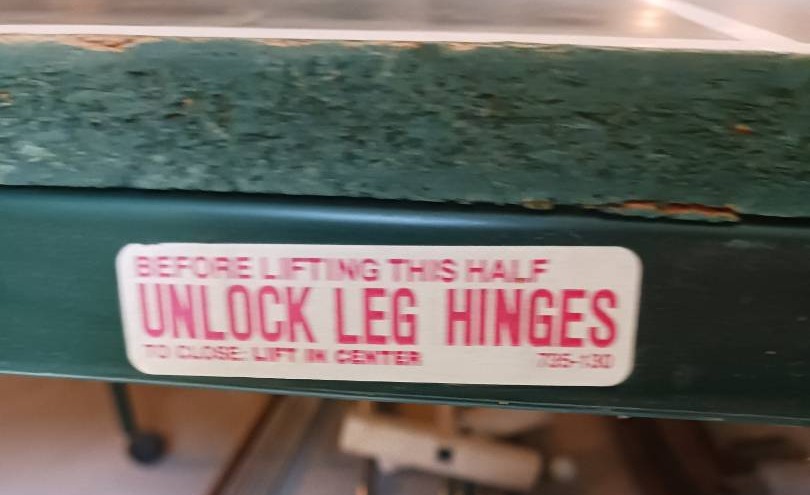 BEFORE LIFTING THIS HALF
UNLOCK LEG HINGES
TO CLOSE: LIFT IN CENTER 735-130